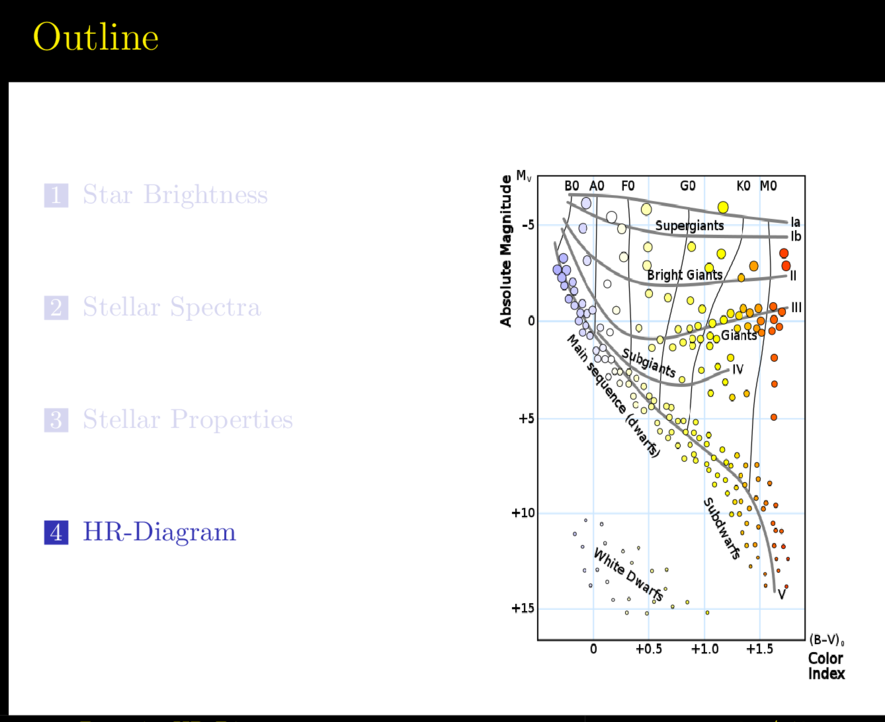 Outline
1 Star Brightness
2 Stellar Spectra
3 Stellar Properties
4 HR-Diagram
Absolute Magnitude
Mv
B0 A0 F0 G0 K0 M0
-5
0
+5
+10
+15
Ia
Ib
Supergiants
Bright Giants
II
III
Giants
Subgiants
IV
Main sequence (dwarfs)
Subdwarfs
White Dwarfs
V
0 +0.5 +1.0 +1.5
(B-V)₀
Color
Index